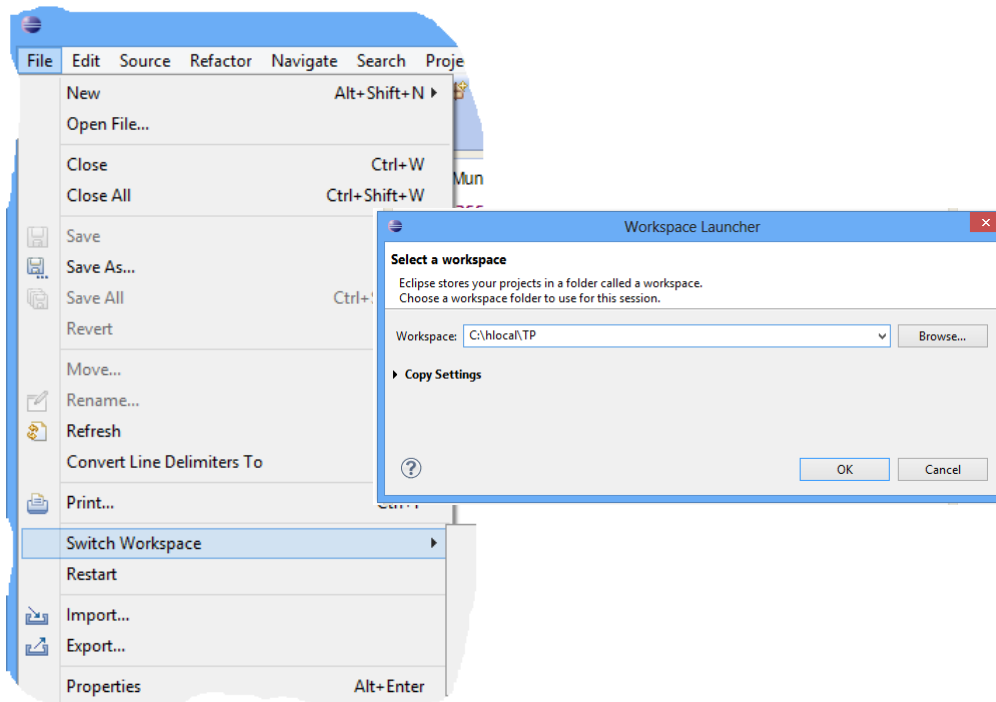 File Edit Source Refactor Navigate Search Proje
New Alt+Shift+N
Open File...
Close Ctrl+W
Mun
Close All Ctrl+Shift+W
Save
Save As...
Save All Ctrl+
Revert
Move...
Rename...
Refresh
Convert Line Delimiters To
Print...
Switch Workspace
Restart
Import...
Export...
Properties Alt+Enter
Workspace Launcher
Select a workspace
Eclipse stores your projects in a folder called a workspace.
Choose a workspace folder to use for this session.
Workspace: C:\hlocal\TP Browse...
Copy Settings
OK Cancel